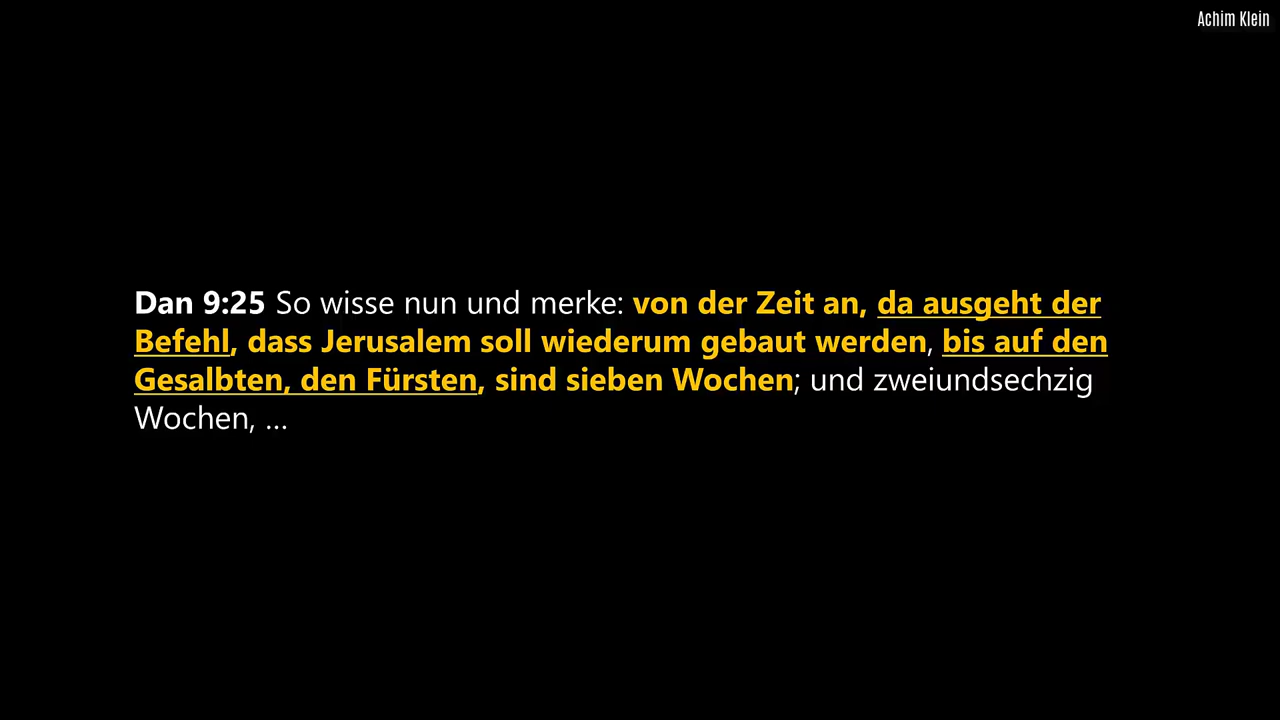 Achim Klein
Dan 9:25 So wisse nun und merke: von der Zeit an, da ausgeht der
Befehl, dass Jerusalem soll wiederum gebaut werden, bis auf den
Gesalbten, den Fürsten, sind sieben Wochen; und zweiundsechzig
Wochen, ...